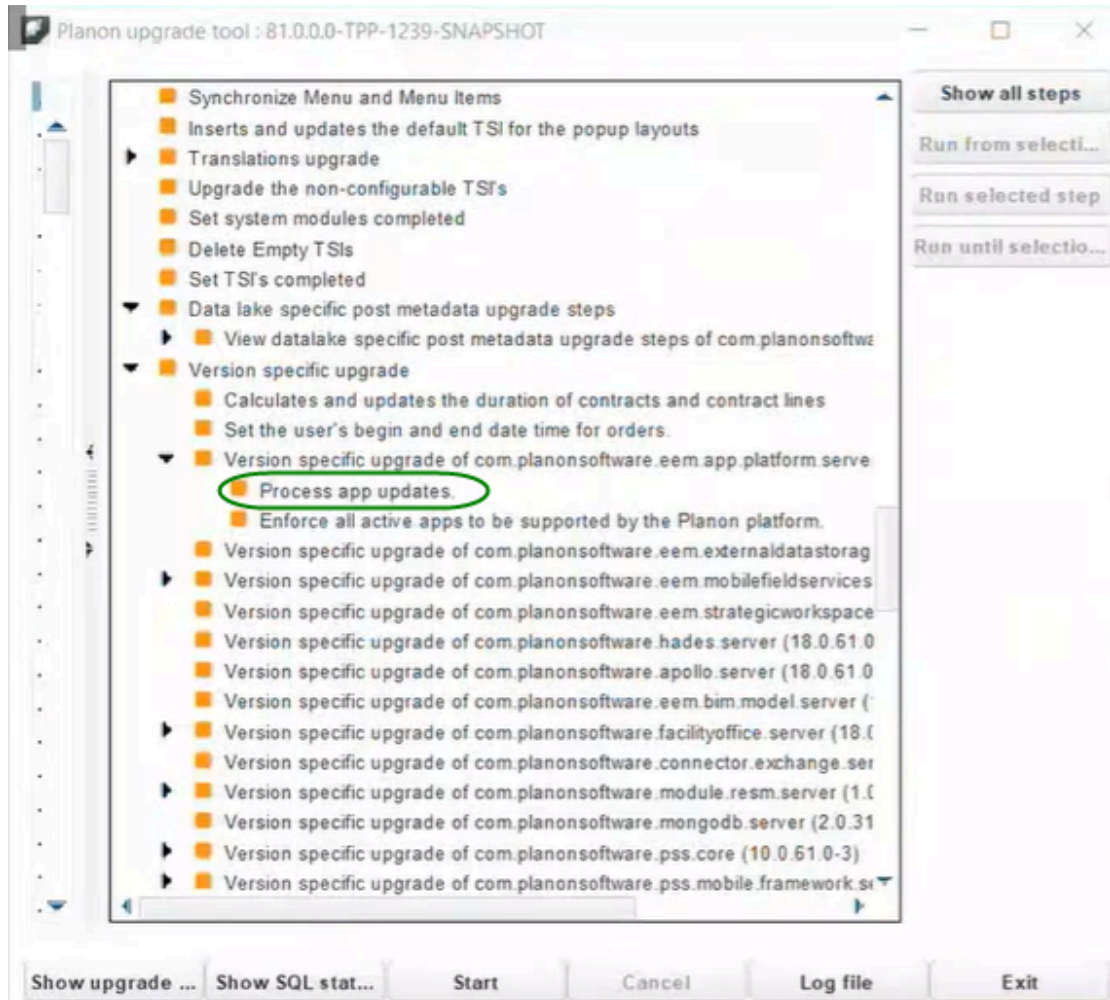 Planon upgrade tool : 81.0.0.0-TPP-1239-SNAPSHOT
Synchronize Menu and Menu Items
Inserts and updates the default TSI for the popup layouts
Translations upgrade
Upgrade the non-configurable TSI's
Set system modules completed
Delete Empty TSIs
Set TSI's completed
Data lake specific post metadata upgrade steps
View datalake specific post metadata upgrade steps of com.planonsoftwa
Version specific upgrade
Calculates and updates the duration of contracts and contract lines
Set the user's begin and end date time for orders.
Version specific upgrade of com.planonsoftware.eem.app.platform.serve
Process app updates.
Enforce all active apps to be supported by the Planon platform.
Version specific upgrade of com.planonsoftware.eem.externaldatastorag
Version specific upgrade of com.planonsoftware.eem.mobilefieldservices
Version specific upgrade of com.planonsoftware.eem.strategicworkspace
Version specific upgrade of com.planonsoftware.hades.server (18.0.61.0
Version specific upgrade of com.planonsoftware.apollo.server (18.0.61.0
Version specific upgrade of com.planonsoftware.eem.bim.model.server (
Version specific upgrade of com.planonsoftware.facilityoffice.server (18.0
Version specific upgrade of com.planonsoftware.connector.exchange.ser
Version specific upgrade of com.planonsoftware.module.resm.server (1.0
Version specific upgrade of com.planonsoftware.mongodb.server (2.0.31
Version specific upgrade of com.planonsoftware.pss.core (10.0.61.0-3)
Version specific upgrade of com.planonsoftware.pss.mobile.framework.se
Show all steps
Run from selecti...
Run selected step
Run until selectio...
Show upgrade ... Show SQL stat... Start Cancel Log file Exit